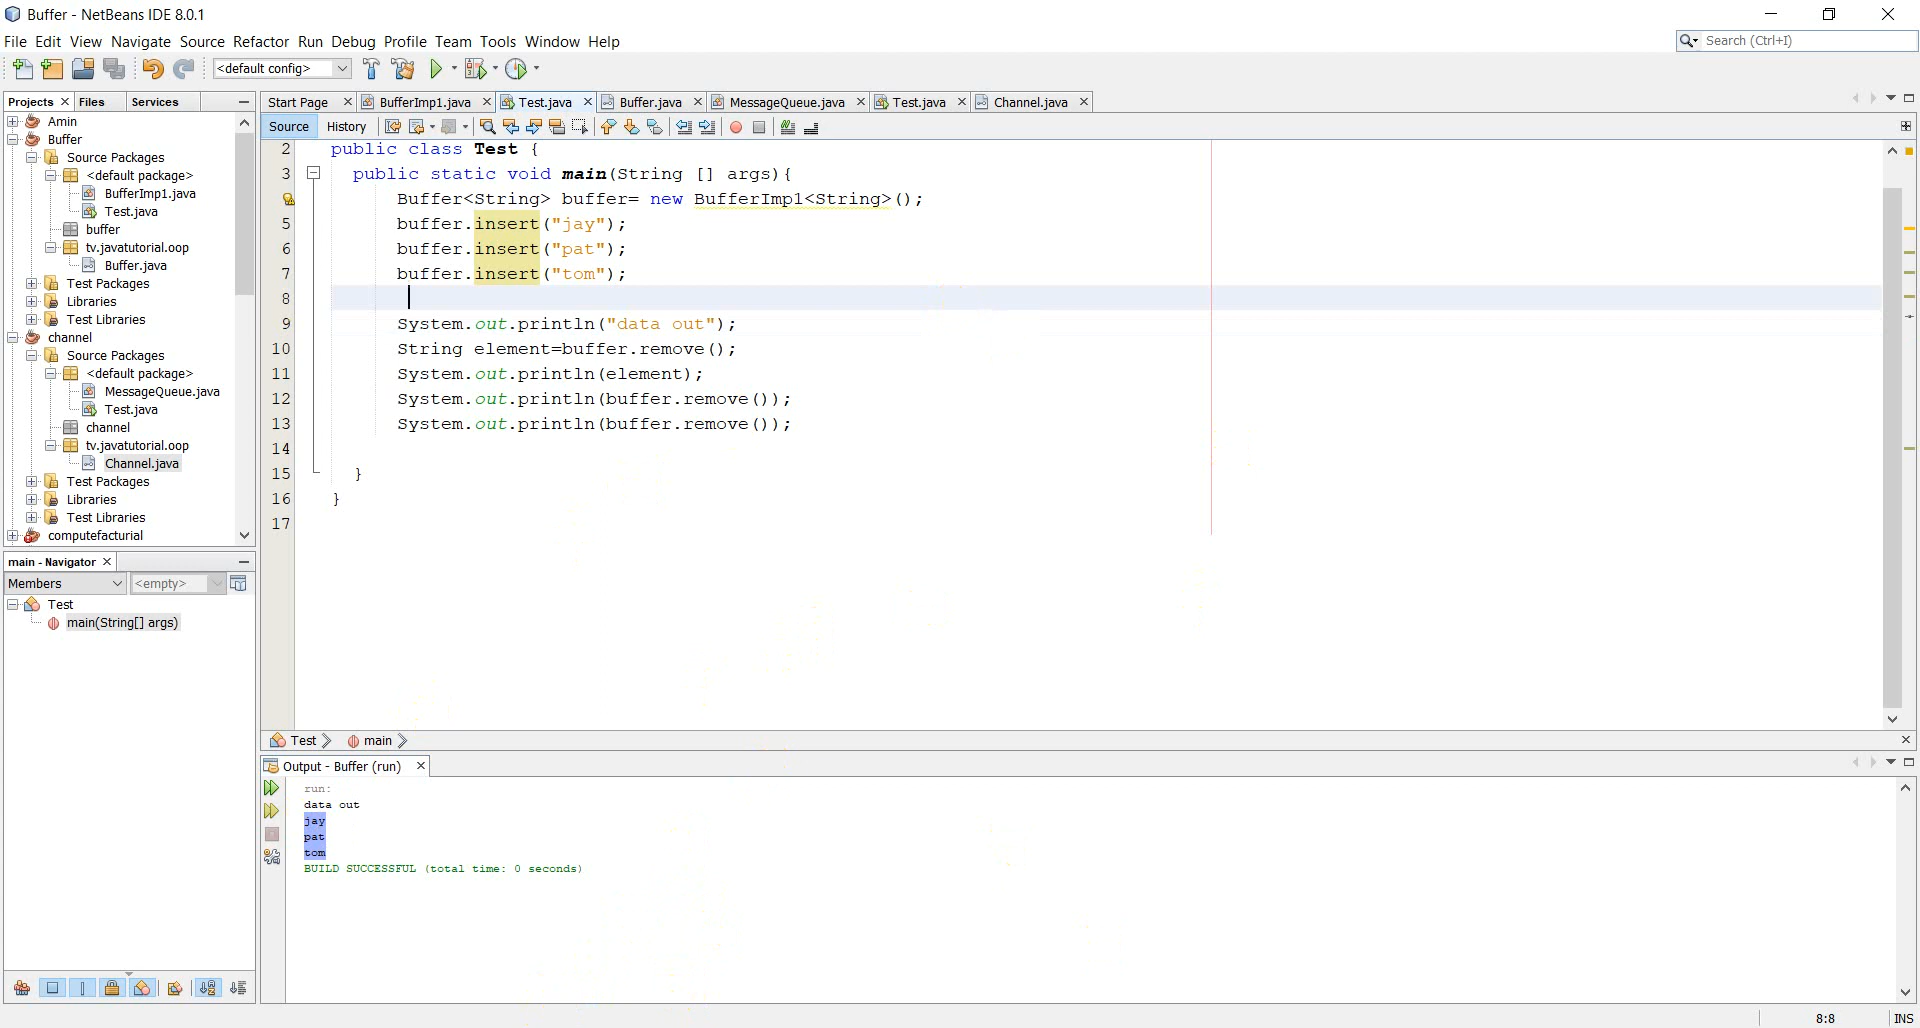 Buffer - NetBeans IDE 8.0.1
File Edit View Navigate Source Refactor Run Debug Profile Team Tools Window Help
Search (Ctrl+I)
<default config>
Projects Files Services
Start Page BufferImp1.java Test.java Buffer.java MessageQueue.java Test.java Channel.java
Source History
Amin
Buffer
Source Packages
<default package>
BufferImp1.java
Test.java
buffer
tv.javatutorial.oop
Buffer.java
Test Packages
Libraries
Test Libraries
channel
Source Packages
<default package>
MessageQueue.java
Test.java
channel
tv.javatutorial.oop
Channel.java
Test Packages
Libraries
Test Libraries
computefacturial
2 public class Test {
3 public static void main(String [] args){
Buffer<String> buffer= new BufferImp1<String>();
5 buffer.insert("jay");
6 buffer.insert("pat");
7 buffer.insert("tom");
8
9 System.out.println("data out");
10 String element=buffer.remove();
11 System.out.println(element);
12 System.out.println(buffer.remove());
13 System.out.println(buffer.remove());
14
15 }
16 }
17
main - Navigator
Members <empty>
Test
main(String[] args)
Test main
Output - Buffer (run)
run:
data out
jay
pat
tom
BUILD SUCCESSFUL (total time: 0 seconds)
8:8 INS